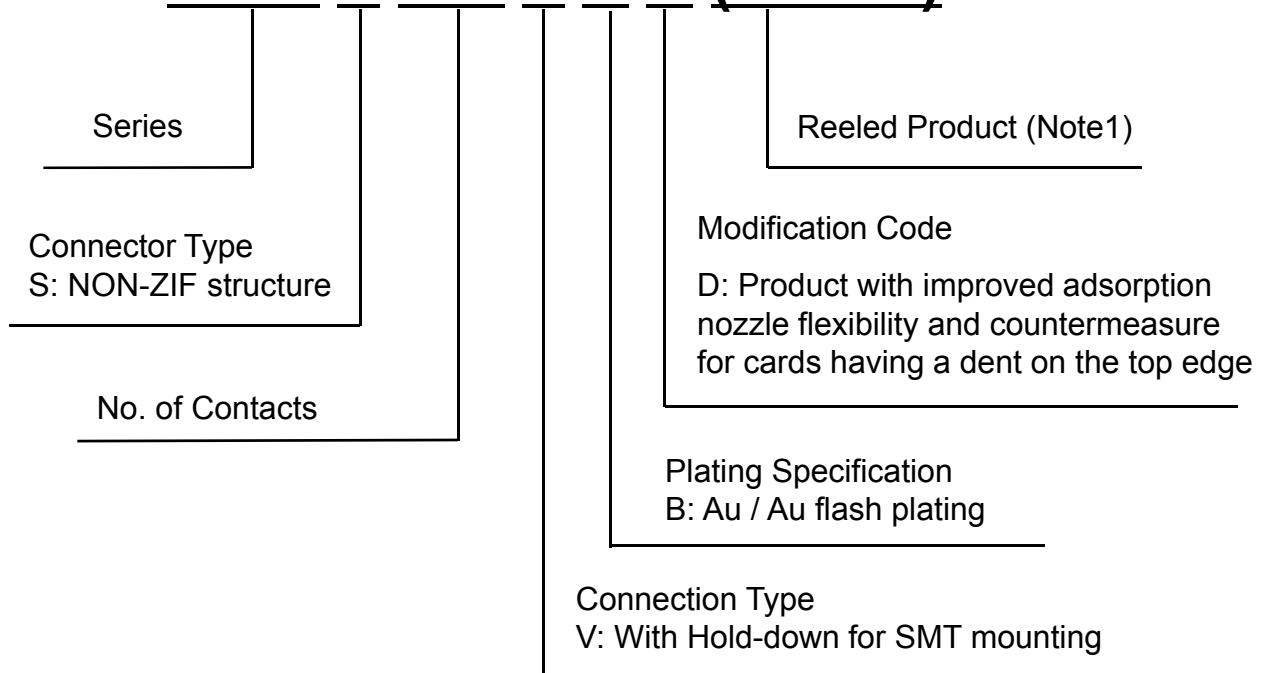 Series
Reeled Product (Note1)
Connector Type
S: NON-ZIF structure
Modification Code
D: Product with improved adsorption
nozzle flexibility and countermeasure
for cards having a dent on the top edge
No. of Contacts
Plating Specification
B: Au / Au flash plating
Connection Type
V: With Hold-down for SMT mounting